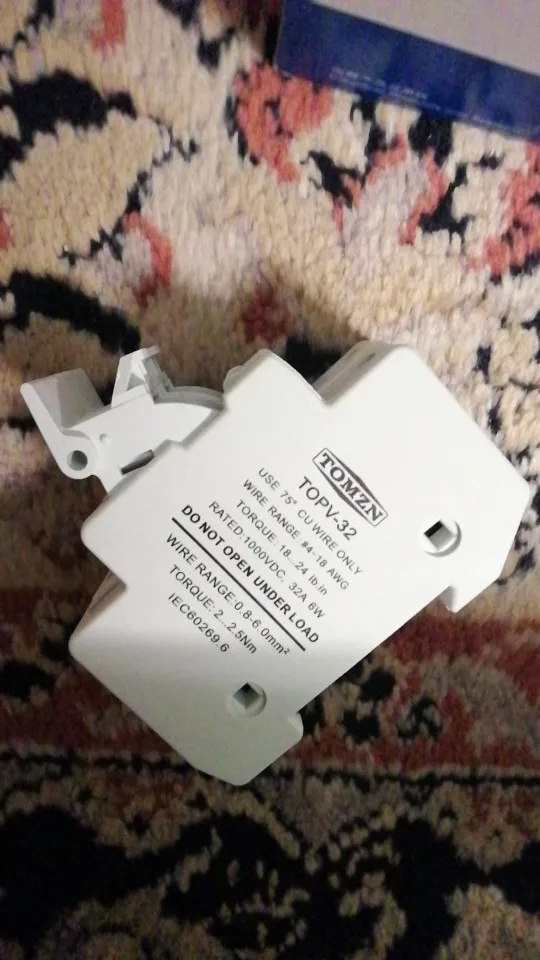 TOMZN
TOPV-32
USE 75° CU WIRE ONLY
WIRE RANGE: #4-18 AWG
TORQUE: 18...24 lb.in
RATED:1000VDC, 32A 6W
DO NOT OPEN UNDER LOAD
WIRE RANGE:0.8-6.0mm²
TORQUE: 2...2.5Nm
IEC60269.6